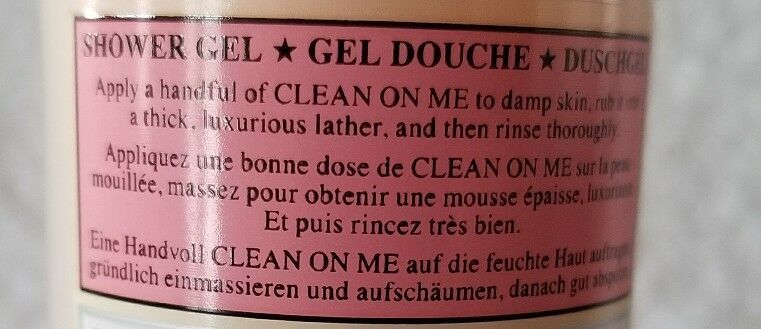 SHOWER GEL ★ GEL DOUCHE ★ DUSCHGEL
Apply a handful of CLEAN ON ME to damp skin, rub it
a thick, luxurious lather, and then rinse thoroughly.
Appliquez une bonne dose de CLEAN ON ME sur la peau
mouillée, massez pour obtenir une mousse épaisse,
Et puis rincez très bien.
Eine Handvoll CLEAN ON ME auf die feuchte Haut auftragen
gründlich einmassieren und aufschäumen, danach gut